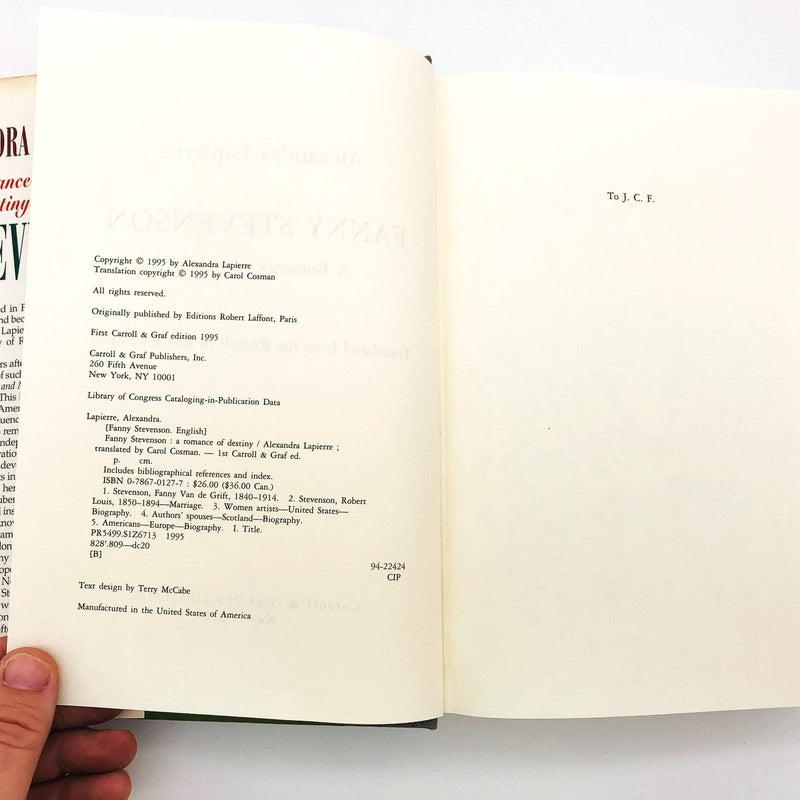 ORA
ance
tiny
EV
Copyright © 1995 by Alexandra Lapierre
Translation copyright © 1995 by Carol Cosman
All rights reserved.
Originally published by Editions Robert Laffont, Paris
First Carroll & Graf edition 1995
Carroll & Graf Publishers, Inc.
260 Fifth Avenue
New York, NY 10001
Library of Congress Cataloging-in-Publication Data
Lapierre, Alexandra.
[Fanny Stevenson. English]
Fanny Stevenson : a romance of destiny / Alexandra Lapierre ;
translated by Carol Cosman. — 1st Carroll & Graf ed.
p. cm.
Includes bibliographical references and index.
ISBN 0-7867-0127-7 : $26.00 ($36.00 Can.)
1. Stevenson, Fanny Van de Grift, 1840–1914. 2. Stevenson, Robert
Louis, 1850–1894—Marriage. 3. Women artists—United States—
Biography. 4. Authors' spouses—Scotland—Biography.
5. Americans—Europe—Biography. I. Title.
PR5499.S1Z6713 1995
828'.809—dc20
[B]
94-22424
CIP
Text design by Terry McCabe
Manufactured in the United States of America
To J. C. F.